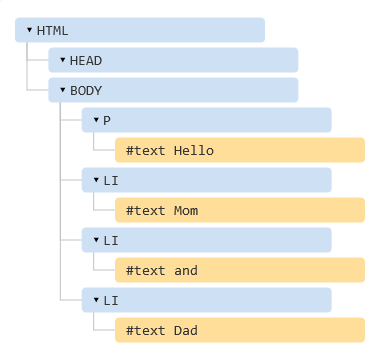 ▾ HTML
▾ HEAD
▾ BODY
▾ P
#text Hello
▾ LI
#text Mom
▾ LI
#text and
▾ LI
#text Dad